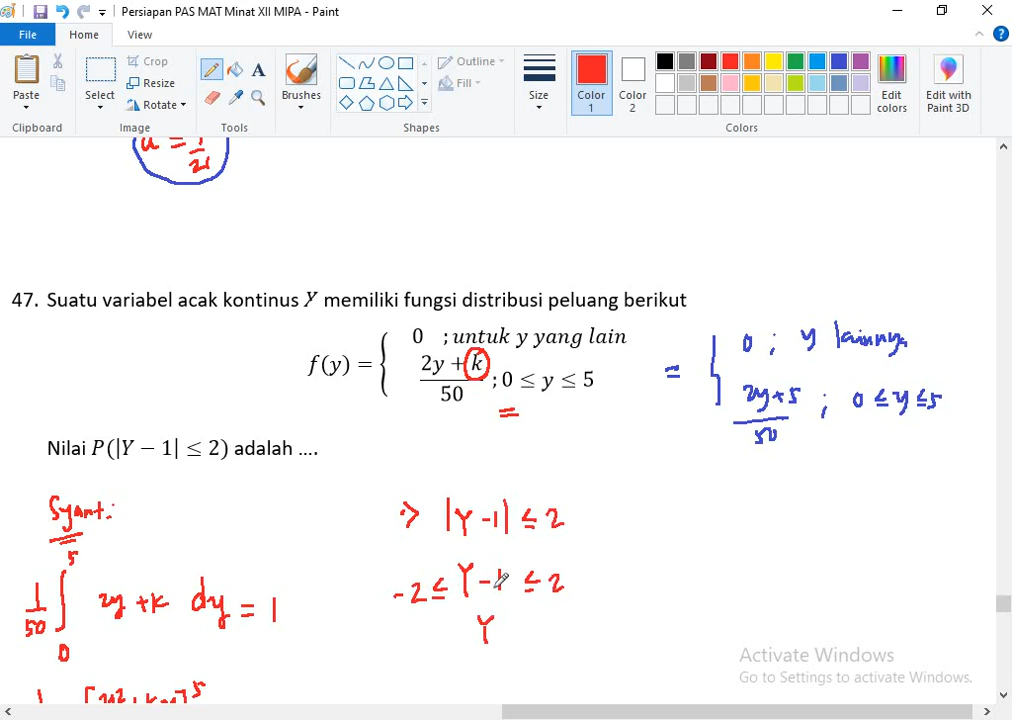 Persiapan PAS MAT Minat XII MIPA - Paint
File Home View
Paste Select Crop Resize Rotate Brushes Outline Fill Size Color 1 Color 2 Edit colors Edit with Paint 3D
Clipboard Image Tools Shapes Colors
47. Suatu variabel acak kontinus Y memiliki fungsi distribusi peluang berikut
f(y) = { 0 ; untuk y yang lain
(2y + k)/50 ; 0 ≤ y ≤ 5
= { 0 ; y lainnya
(2y+5)/50 ; 0 ≤ y ≤ 5
Nilai P(|Y − 1| ≤ 2) adalah ....
Syarat:
1/50 ∫₀⁵ 2y + k dy = 1
> |Y - 1| ≤ 2
-2 ≤ Y - 1 ≤ 2
Y
Activate Windows
Go to Settings to activate Windows.